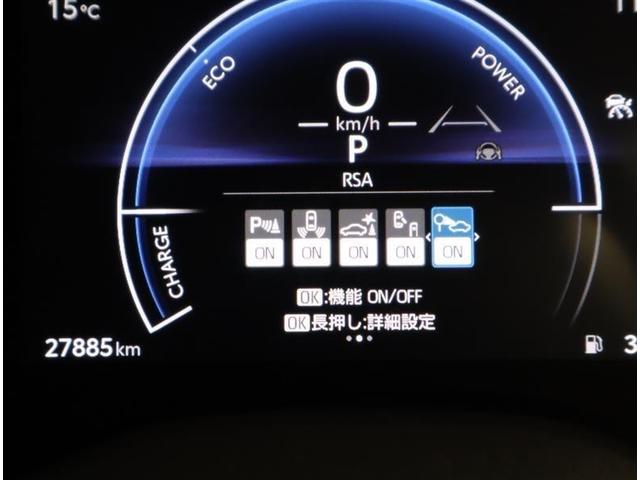 15℃
ECO
POWER
0
km/h
P
RSA
CHARGE
P
ON ON ON ON ON
OK:機能 ON/OFF
OK長押し:詳細設定
27885km